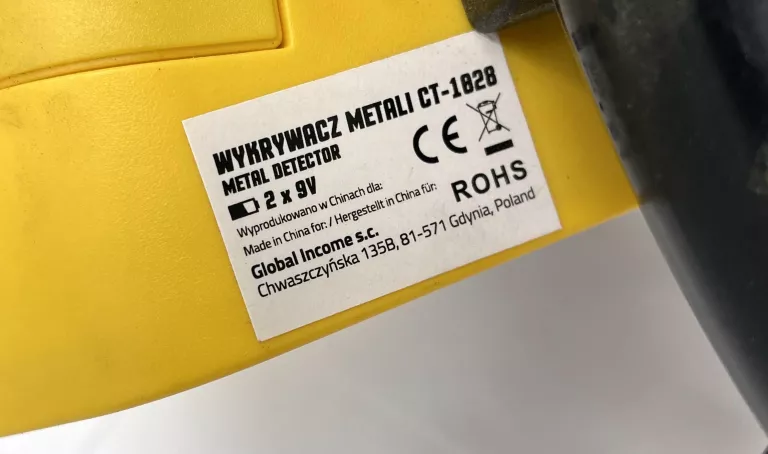 WYKRYWACZ METALI CT-1828
METAL DETECTOR
2 x 9V
CE
Wyprodukowano w Chinach dla:
Made in China for: / Hergestellt in China für:
ROHS
Global Income s.c.
Chwaszczyńska 135B, 81-571 Gdynia, Poland